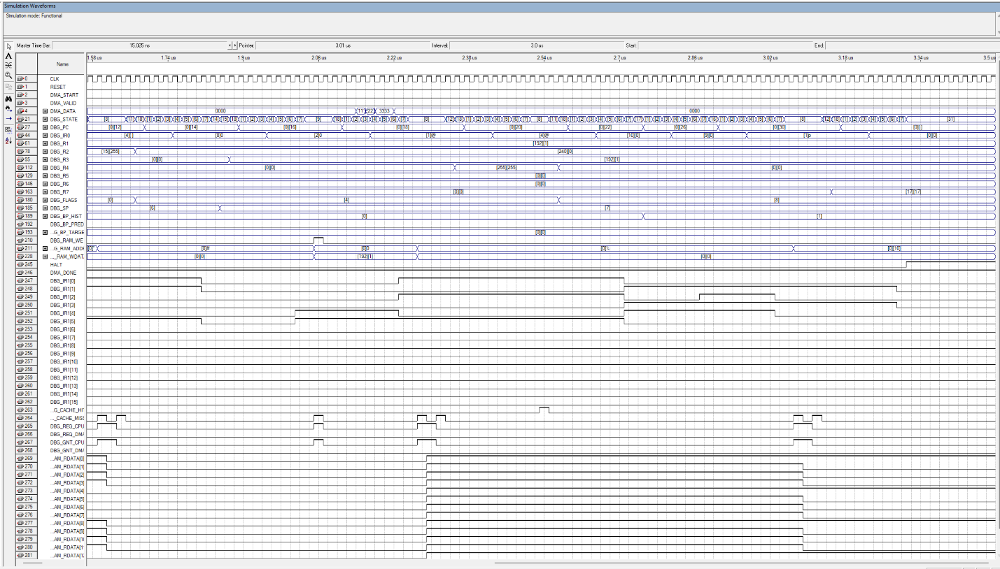 Simulation Waveforms
Simulation mode: Functional
Master Time Bar: 15.025 ns Pointer: 3.01 us Interval: 3.0 us Start: End:
Name 1.58 us 1.74 us 1.9 us 2.06 us 2.22 us 2.38 us 2.54 us 2.7 us 2.86 us 3.02 us 3.18 us 3.34 us 3.5 us
0 CLK
1 RESET
2 DMA_START
3 DMA_VALID
4 DMA_DATA 0000 3333 0000
21 DBG_STATE
27 DBG_PC [0][12] [0][14] [0][16] [0][18] [0][20] [0][22] [0][26] [0][30] [0][ ]
44 DBG_IR0 [4][ ] [8]0 [2]0 [1]@ [4]@ [10][0] [9][0] [1]p [0][0]
61 DBG_R1 [192][1]
78 DBG_R2 [15][255] [240][0]
95 DBG_R3 [0][0] [192][1]
112 DBG_R4 [0][0] [255][255] [0][0]
129 DBG_R5 [0][0]
146 DBG_R6 [0][0]
163 DBG_R7 [0][0] [17][17]
180 DBG_FLAGS [0] [4] [8]
185 DBG_SP [6] [7]
189 DBG_BP_HIST [0] [1]
192 DBG_BP_PRED
193 ...G_BP_TARGE [0][0]
210 DBG_RAM_WE
211 ...G_RAM_ADDR [0]# [0]0 [0]% [0][10]
228 ..._RAM_WDAT. [0][0] [192][1] [0][0]
245 HALT
246 DMA_DONE
247 DBG_IR1[0]
248 DBG_IR1[1]
249 DBG_IR1[2]
250 DBG_IR1[3]
251 DBG_IR1[4]
252 DBG_IR1[5]
253 DBG_IR1[6]
254 DBG_IR1[7]
255 DBG_IR1[8]
256 DBG_IR1[9]
257 DBG_IR1[10]
258 DBG_IR1[11]
259 DBG_IR1[12]
260 DBG_IR1[13]
261 DBG_IR1[14]
262 DBG_IR1[15]
263 ...G_CACHE_HI
264 ..._CACHE_MIS
265 DBG_REQ_CPU
266 DBG_REQ_DM
267 DBG_GNT_CPU
268 DBG_GNT_DM
269 ...AM_RDATA[0]
270 ...AM_RDATA[1]
271 ...AM_RDATA[2]
272 ...AM_RDATA[3]
273 ...AM_RDATA[4]
274 ...AM_RDATA[5]
275 ...AM_RDATA[6]
276 ...AM_RDATA[7]
277 ...AM_RDATA[8]
278 ...AM_RDATA[9]
279 ...AM_RDATA[1
280 ...AM_RDATA[1
281 ...AM_RDATA[1